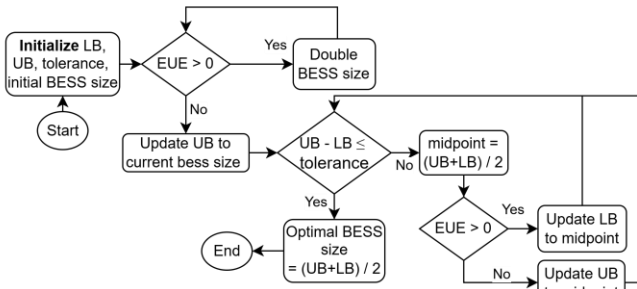 Initialize LB,
UB, tolerance,
initial BESS size
EUE > 0
Yes
Double
BESS size
Start
No
Update UB to
current bess size
UB - LB ≤
tolerance
No
midpoint =
(UB+LB) / 2
Yes
Optimal BESS
size
= (UB+LB) / 2
End
EUE > 0
Yes
Update LB
to midpoint
No
Update UB